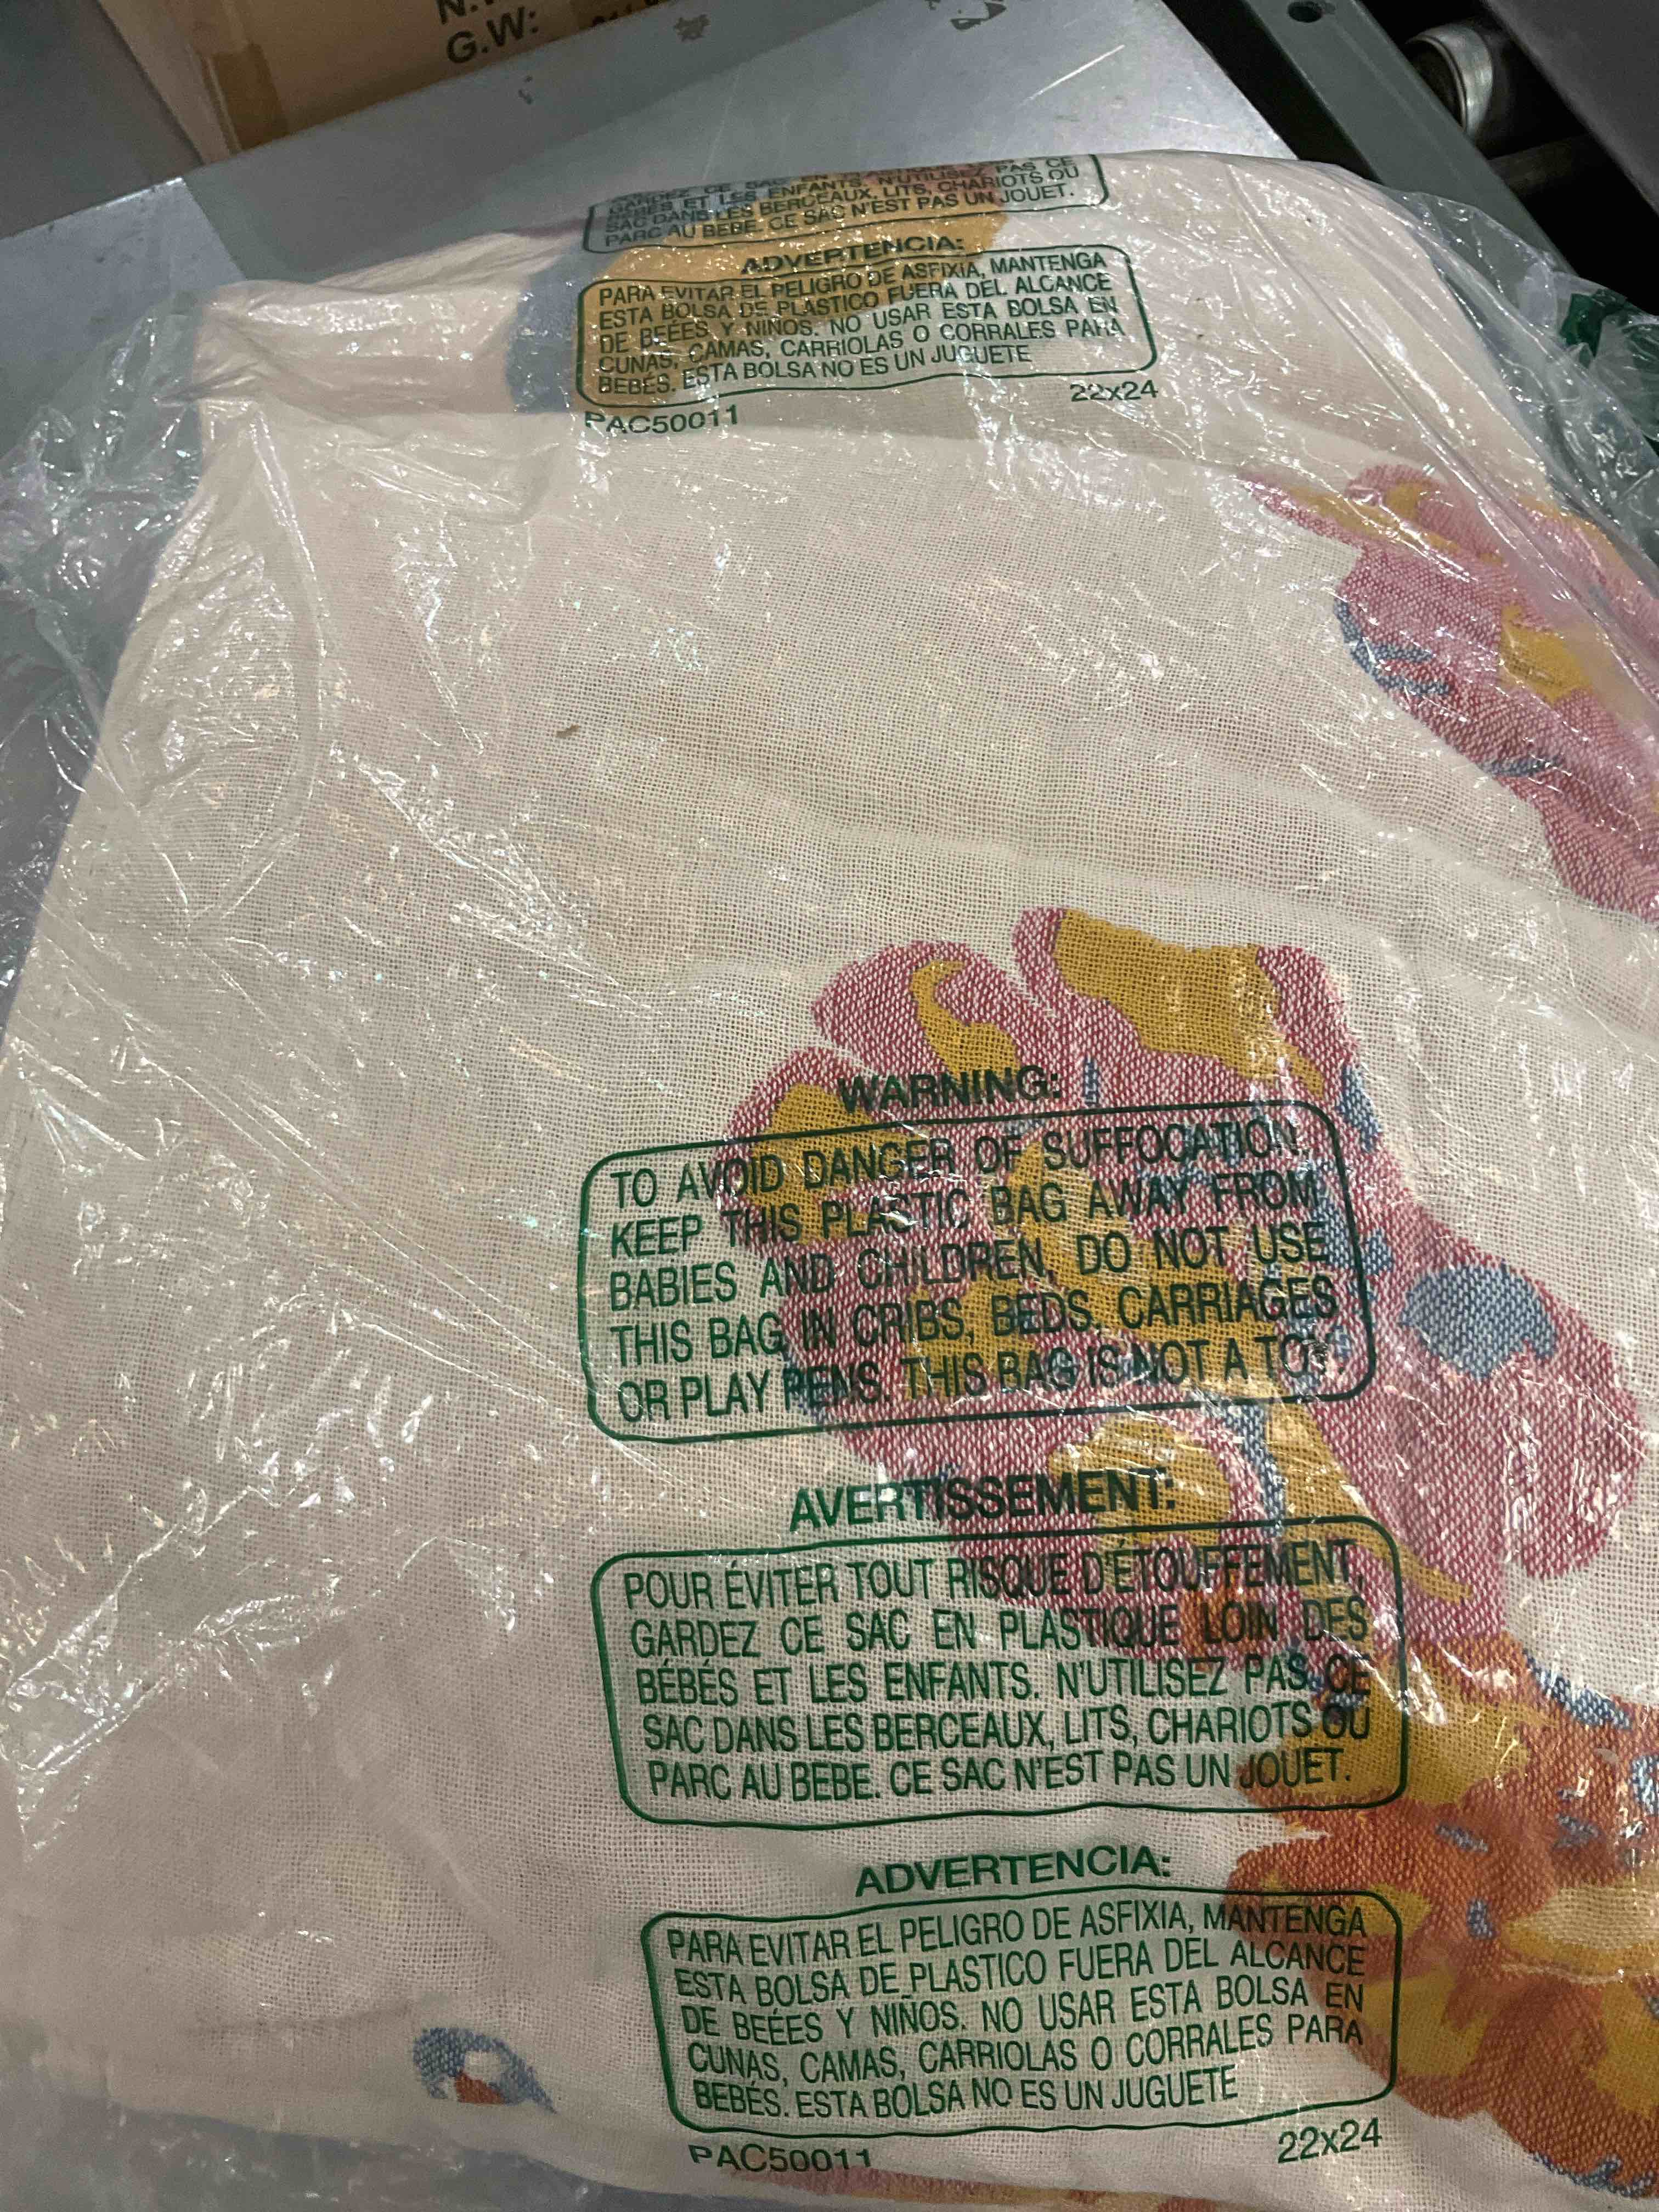 G.W:
BÉBÉS ET LES ENFANTS. N'UTILISEZ PAS CE
SAC DANS LES BERCEAUX, LITS, CHARIOTS OU
PARC AU BEBE. CE SAC N'EST PAS UN JOUET.
ADVERTENCIA:
PARA EVITAR EL PELIGRO DE ASFIXIA, MANTENGA
ESTA BOLSA DE PLASTICO FUERA DEL ALCANCE
DE BEÉES Y NIÑOS. NO USAR ESTA BOLSA EN
CUNAS, CAMAS, CARRIOLAS O CORRALES PARA
BEBÉS. ESTA BOLSA NO ES UN JUGUETE
PAC50011 22x24
WARNING:
TO AVOID DANGER OF SUFFOCATION,
KEEP THIS PLASTIC BAG AWAY FROM
BABIES AND CHILDREN, DO NOT USE
THIS BAG IN CRIBS, BEDS, CARRIAGES
OR PLAY PENS. THIS BAG IS NOT A TOY.
AVERTISSEMENT:
POUR ÉVITER TOUT RISQUE D'ÉTOUFFEMENT,
GARDEZ CE SAC EN PLASTIQUE LOIN DES
BÉBÉS ET LES ENFANTS. N'UTILISEZ PAS CE
SAC DANS LES BERCEAUX, LITS, CHARIOTS OU
PARC AU BEBE. CE SAC N'EST PAS UN JOUET.
ADVERTENCIA:
PARA EVITAR EL PELIGRO DE ASFIXIA, MANTENGA
ESTA BOLSA DE PLASTICO FUERA DEL ALCANCE
DE BEÉES Y NIÑOS. NO USAR ESTA BOLSA EN
CUNAS, CAMAS, CARRIOLAS O CORRALES PARA
BEBÉS. ESTA BOLSA NO ES UN JUGUETE
PAC50011 22x24